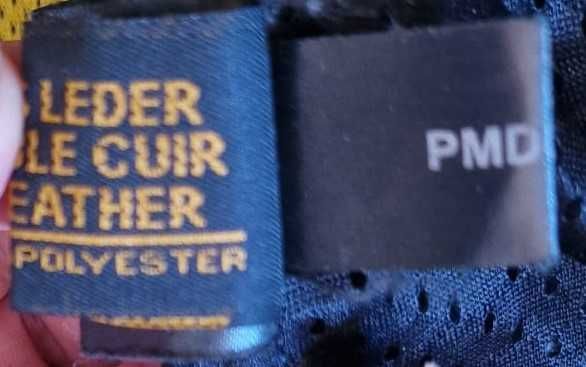 LEDER
LE CUIR
EATHER
POLYESTER
PMD